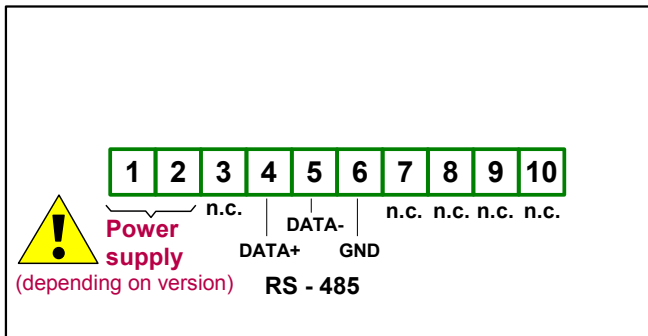 1 2 3 4 5 6 7 8 9 10
n.c. n.c. n.c. n.c. n.c.
DATA-
Power
supply
DATA+ GND
(depending on version)
RS - 485